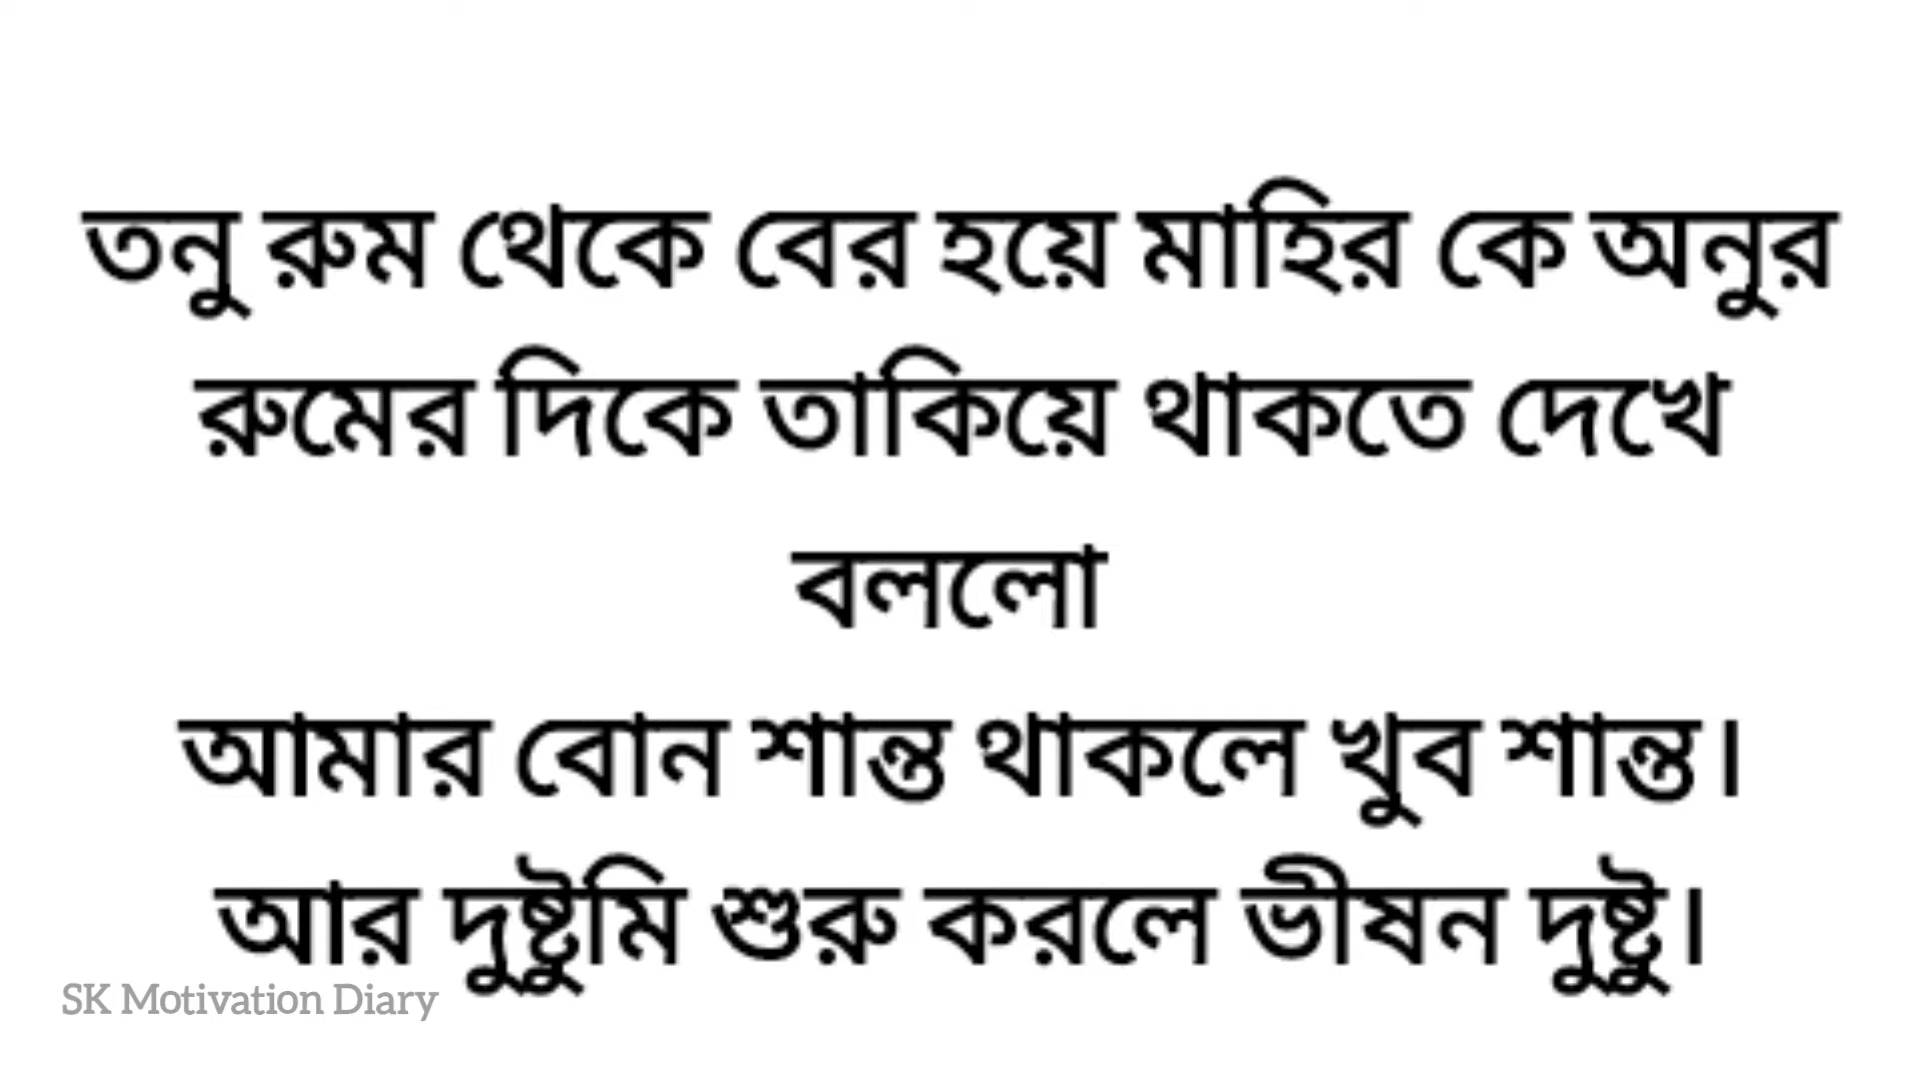 তনু রুম থেকে বের হয়ে মাহির কে অনুর
রুমের দিকে তাকিয়ে থাকতে দেখে
বললো
আমার বোন শান্ত থাকলে খুব শান্ত।
আর দুষ্টুমি শুরু করলে ভীষন দুষ্টু।
SK Motivation Diary